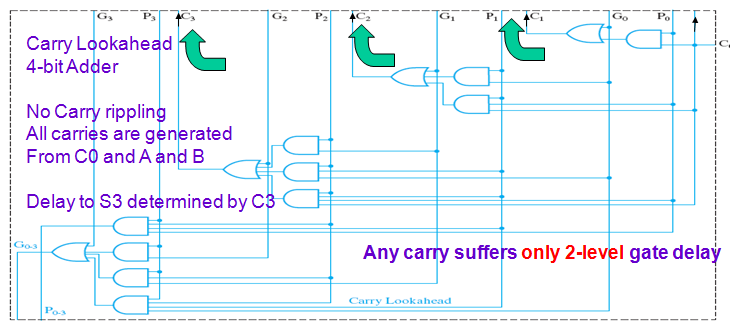 G3 P3 C3 G2 P2 C2 G1 P1 C1 G0 P0
Carry Lookahead
4-bit Adder
No Carry rippling
All carries are generated
From C0 and A and B
Delay to S3 determined by C3
Any carry suffers only 2-level gate delay
G0-3
Carry Lookahead
P0-3